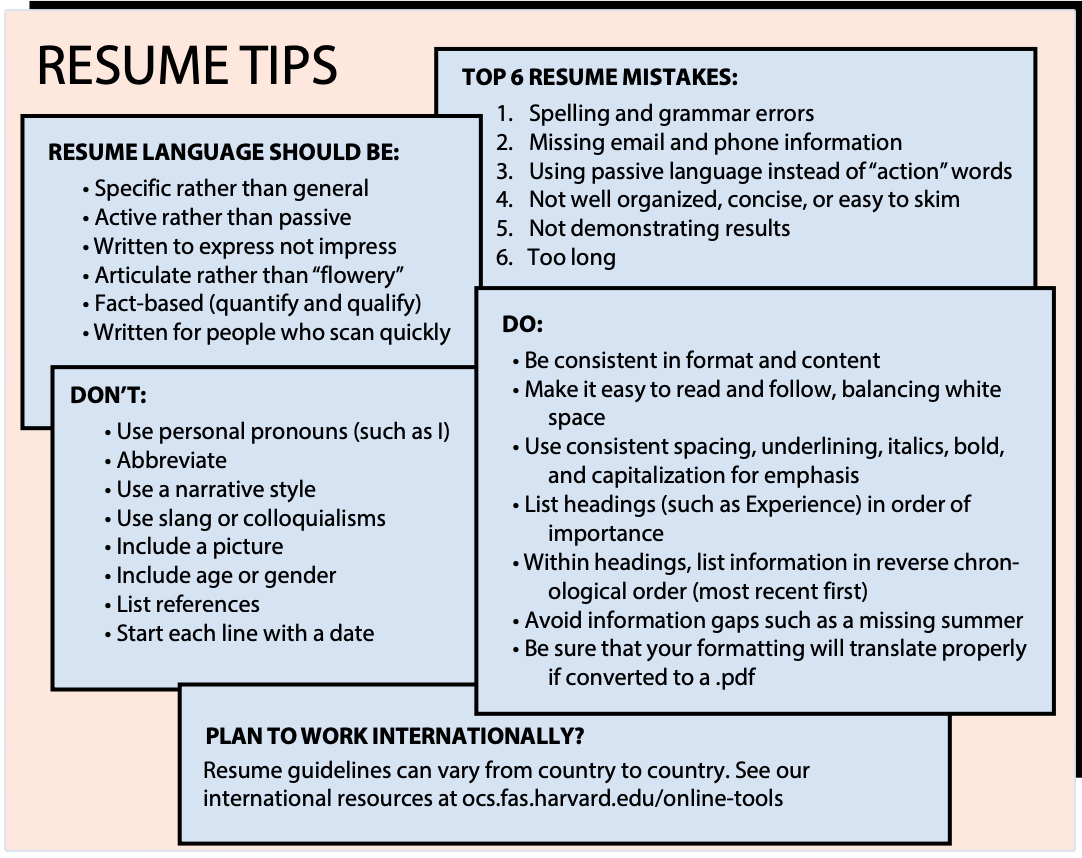 RESUME TIPS
TOP 6 RESUME MISTAKES:
1. Spelling and grammar errors
2. Missing email and phone information
3. Using passive language instead of “action” words
4. Not well organized, concise, or easy to skim
5. Not demonstrating results
6. Too long
RESUME LANGUAGE SHOULD BE:
• Specific rather than general
• Active rather than passive
• Written to express not impress
• Articulate rather than “flowery”
• Fact-based (quantify and qualify)
• Written for people who scan quickly
DON’T:
• Use personal pronouns (such as I)
• Abbreviate
• Use a narrative style
• Use slang or colloquialisms
• Include a picture
• Include age or gender
• List references
• Start each line with a date
DO:
• Be consistent in format and content
• Make it easy to read and follow, balancing white
space
• Use consistent spacing, underlining, italics, bold,
and capitalization for emphasis
• List headings (such as Experience) in order of
importance
• Within headings, list information in reverse chron-
ological order (most recent first)
• Avoid information gaps such as a missing summer
• Be sure that your formatting will translate properly
if converted to a .pdf
PLAN TO WORK INTERNATIONALLY?
Resume guidelines can vary from country to country. See our
international resources at ocs.fas.harvard.edu/online-tools